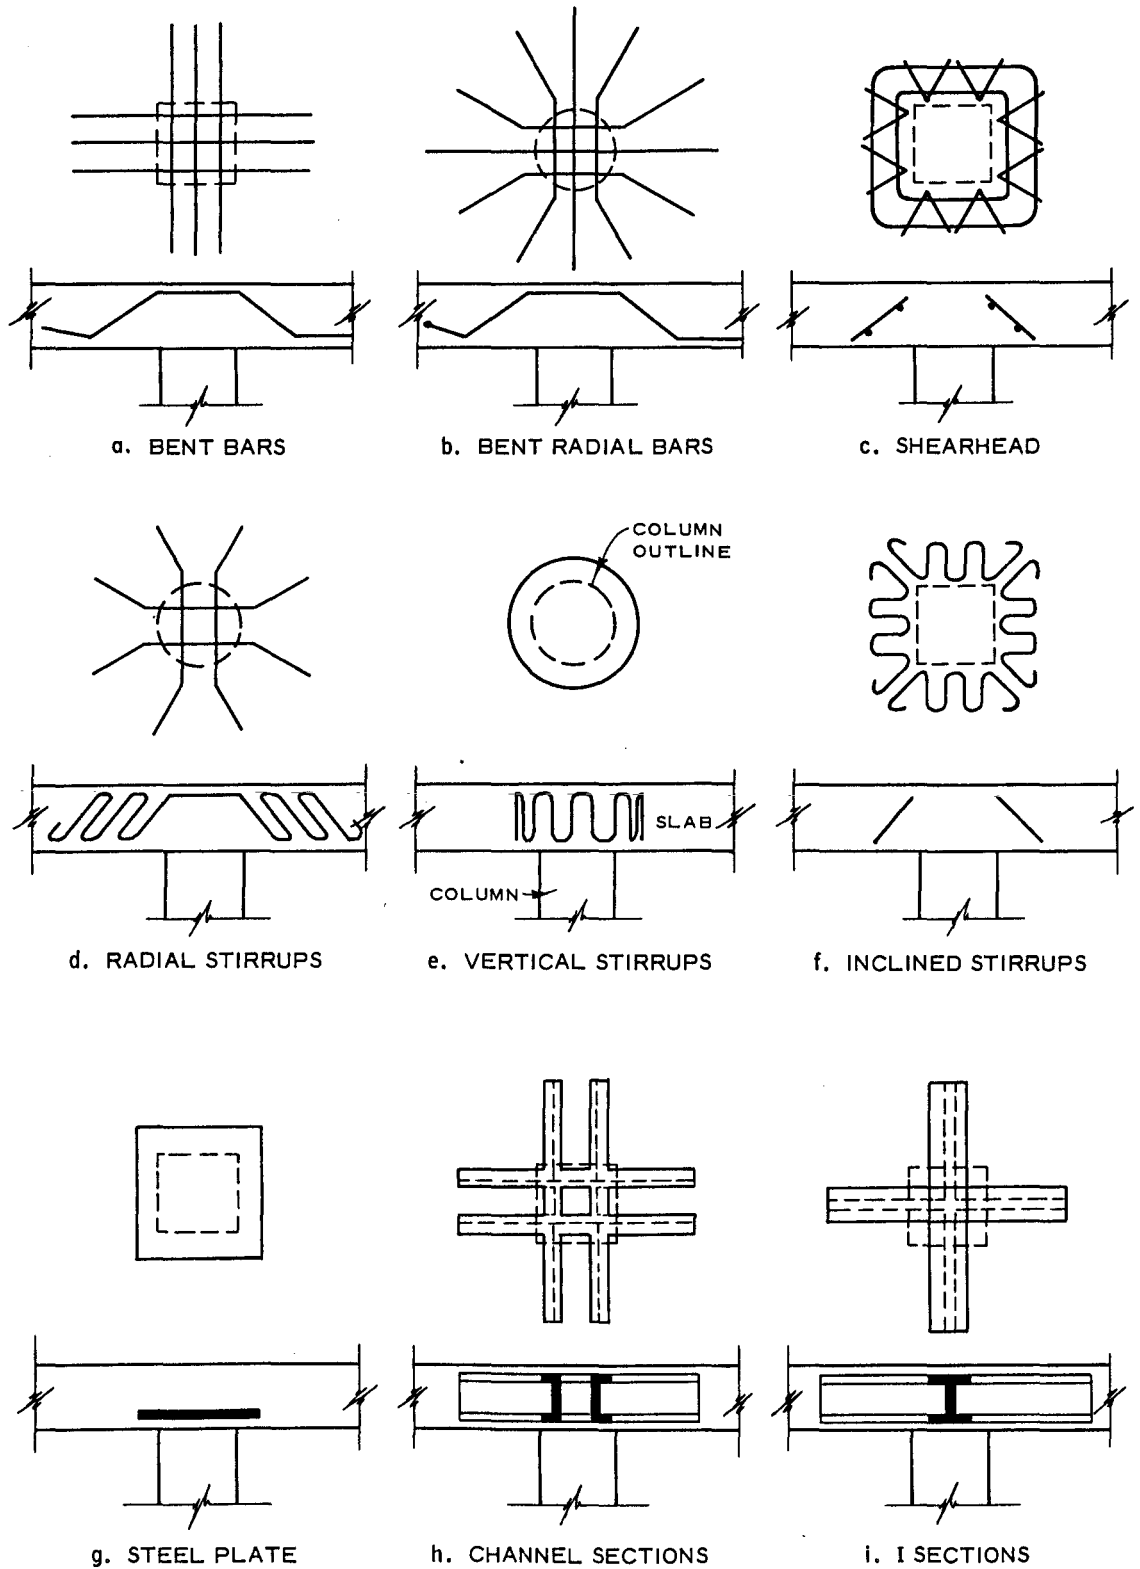 a. BENT BARS
b. BENT RADIAL BARS
c. SHEARHEAD
COLUMN
OUTLINE
SLAB
COLUMN
d. RADIAL STIRRUPS
e. VERTICAL STIRRUPS
f. INCLINED STIRRUPS
g. STEEL PLATE
h. CHANNEL SECTIONS
i. I SECTIONS